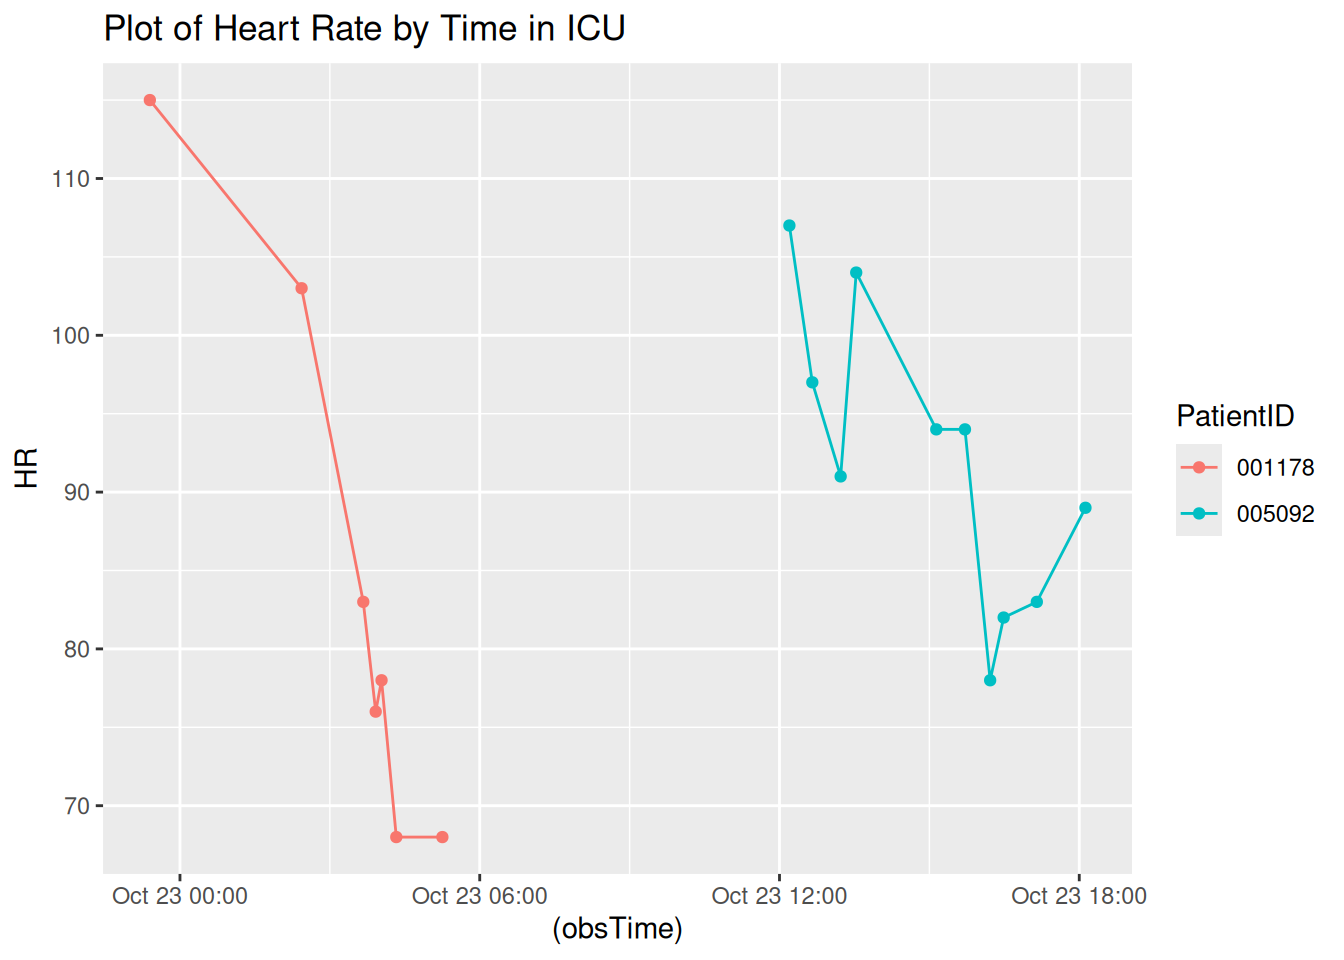 Plot of Heart Rate by Time in ICU
110
100
90
80
70
HR
Oct 23 00:00
Oct 23 06:00
Oct 23 12:00
Oct 23 18:00
(obsTime)
PatientID
001178
005092